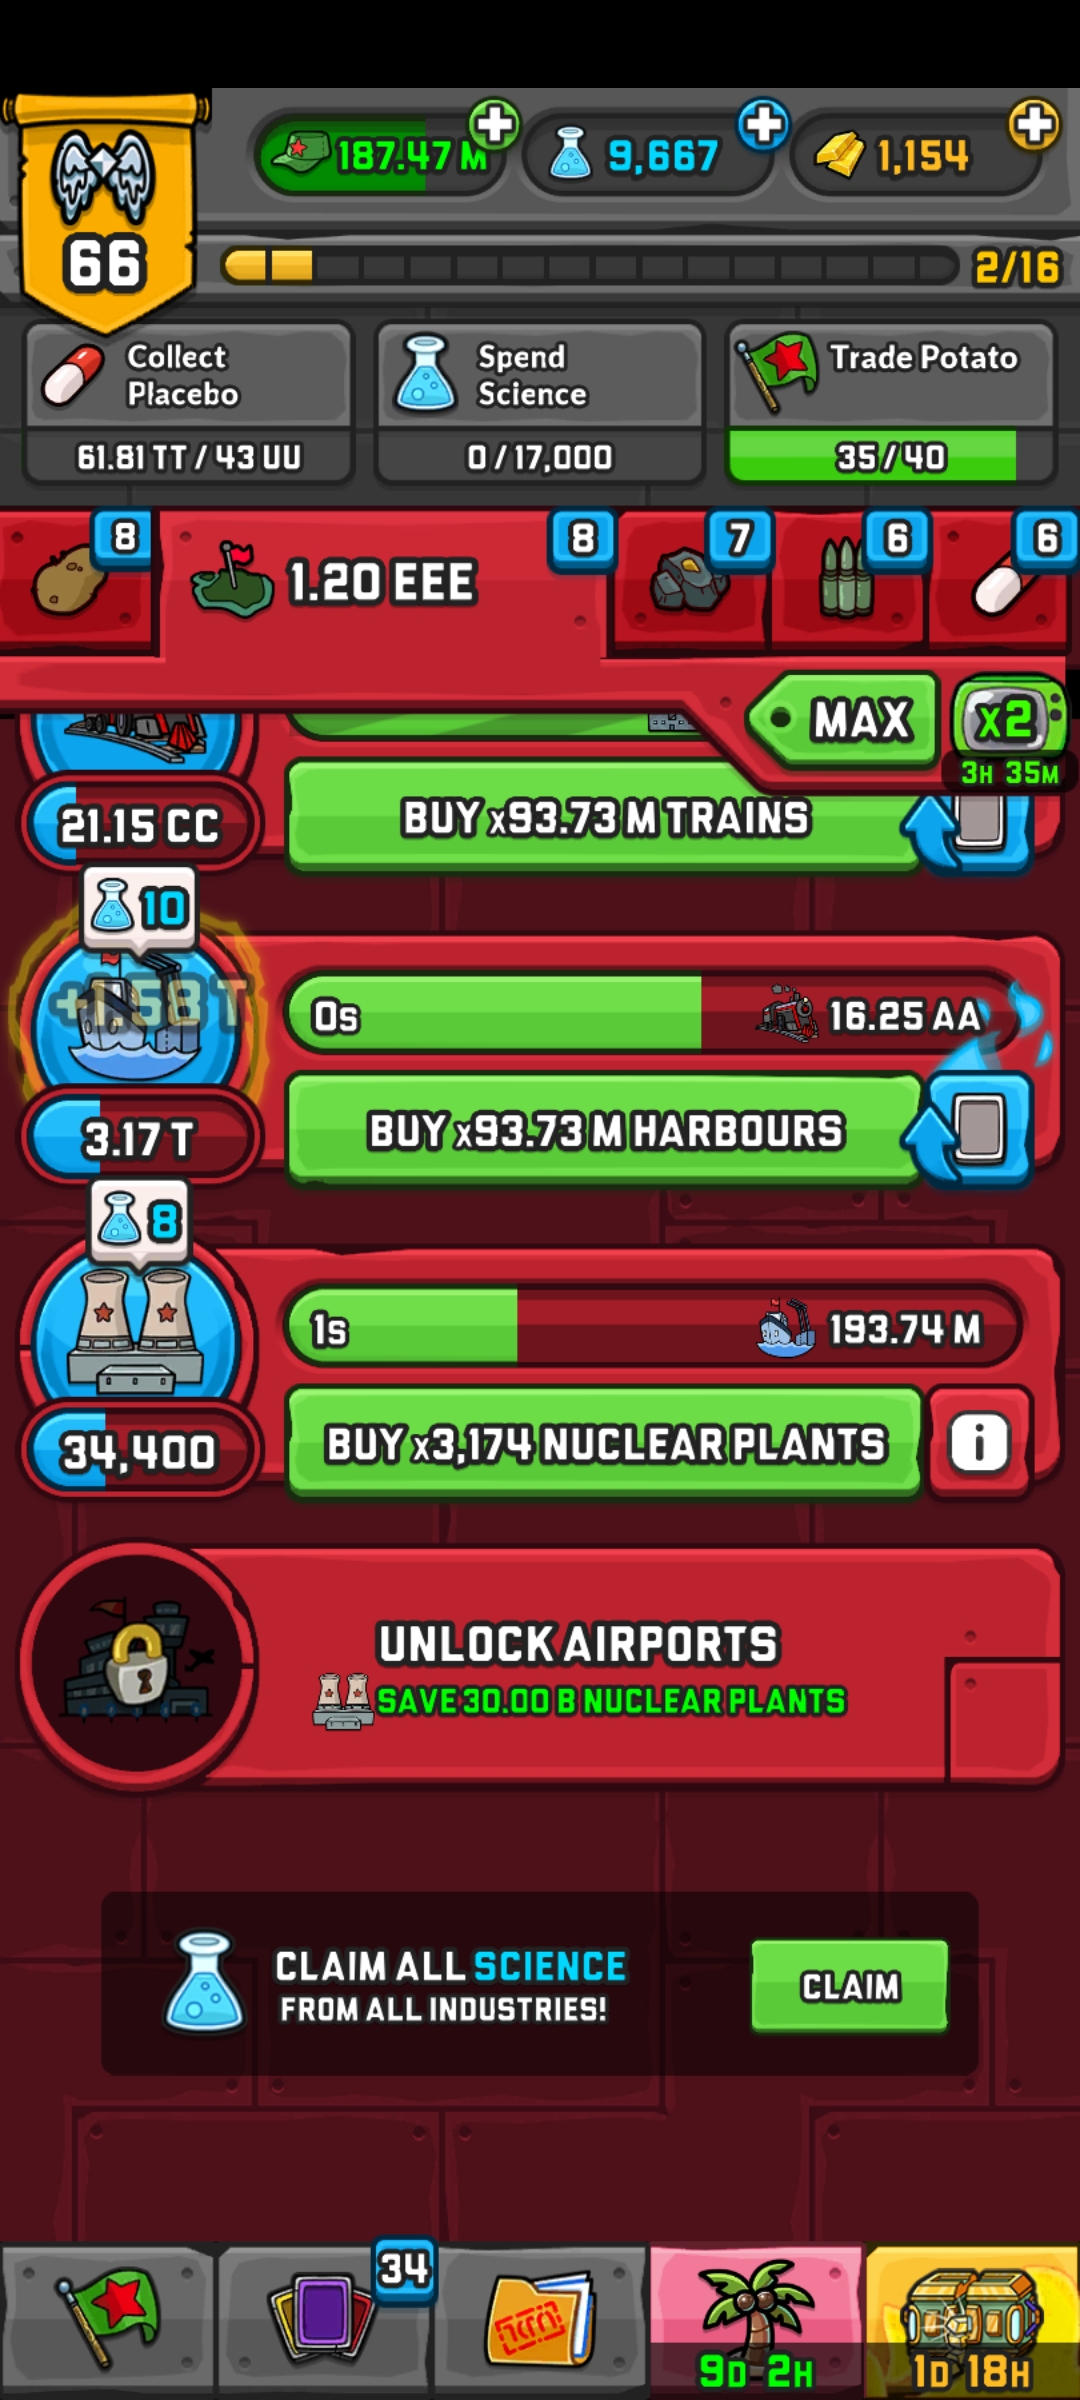 187.47 M
9,667
1,154
66
2/16
Collect
Placebo
61.81 TT / 43 UU
Spend
Science
0 / 17,000
Trade Potato
35 / 40
8
1.20 EEE
8
7
6
6
MAX
x2
3H 35M
21.15 CC
BUY x93.73 M TRAINS
10
+1.58 T
0s
16.25 AA
3.17 T
BUY x93.73 M HARBOURS
8
1s
193.74 M
34,400
BUY x3,174 NUCLEAR PLANTS
i
UNLOCK AIRPORTS
SAVE 30.00 B NUCLEAR PLANTS
CLAIM ALL SCIENCE
FROM ALL INDUSTRIES!
CLAIM
34
9D 2H
1D 18H